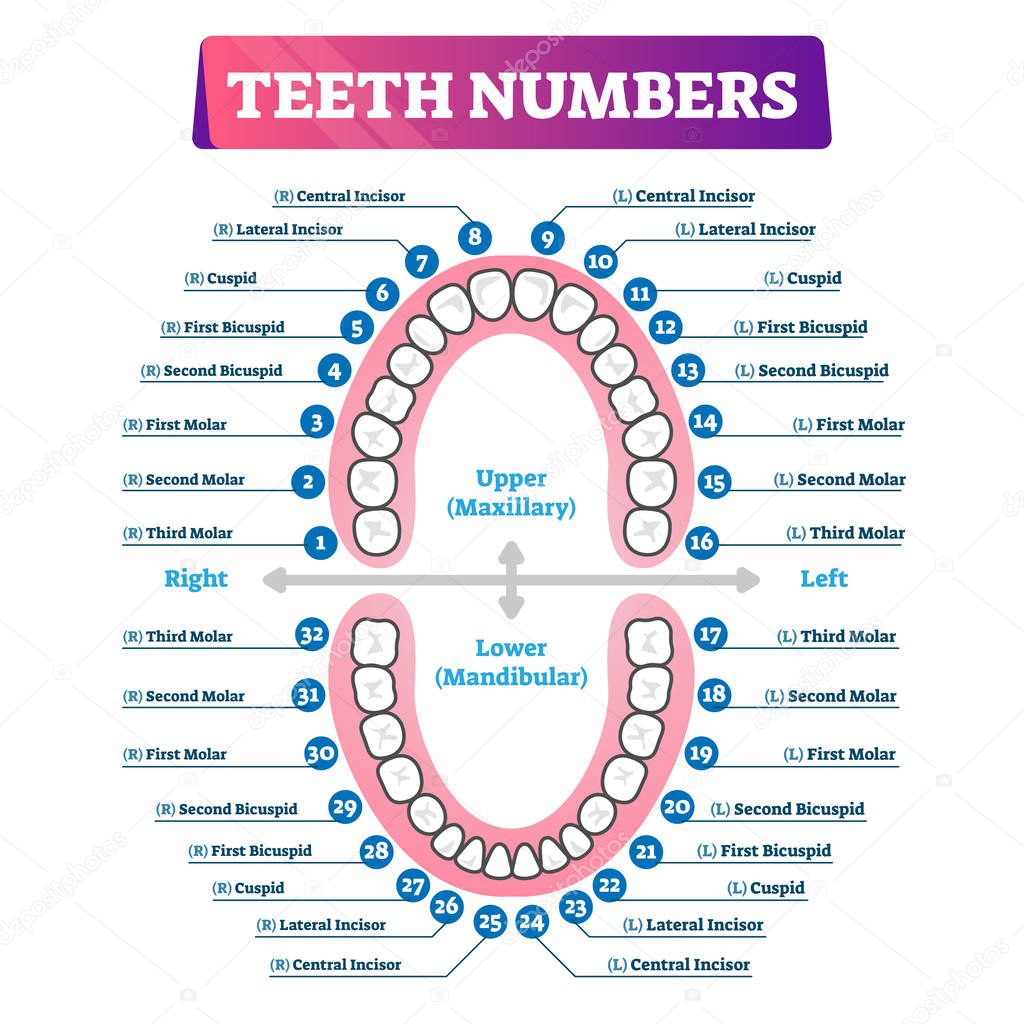 TEETH NUMBERS
(R) Central Incisor 8 9 (L) Central Incisor
(R) Lateral Incisor 7 10 (L) Lateral Incisor
(R) Cuspid 6 11 (L) Cuspid
(R) First Bicuspid 5 12 (L) First Bicuspid
(R) Second Bicuspid 4 13 (L) Second Bicuspid
(R) First Molar 3 14 (L) First Molar
(R) Second Molar 2 15 (L) Second Molar
Upper
(Maxillary)
(R) Third Molar 1 16 (L) Third Molar
Right Left
(R) Third Molar 32 17 (L) Third Molar
Lower
(Mandibular)
(R) Second Molar 31 18 (L) Second Molar
(R) First Molar 30 19 (L) First Molar
(R) Second Bicuspid 29 20 (L) Second Bicuspid
(R) First Bicuspid 28 21 (L) First Bicuspid
(R) Cuspid 27 22 (L) Cuspid
(R) Lateral Incisor 26 23 (L) Lateral Incisor
(R) Central Incisor 25 24 (L) Central Incisor
depositphotos